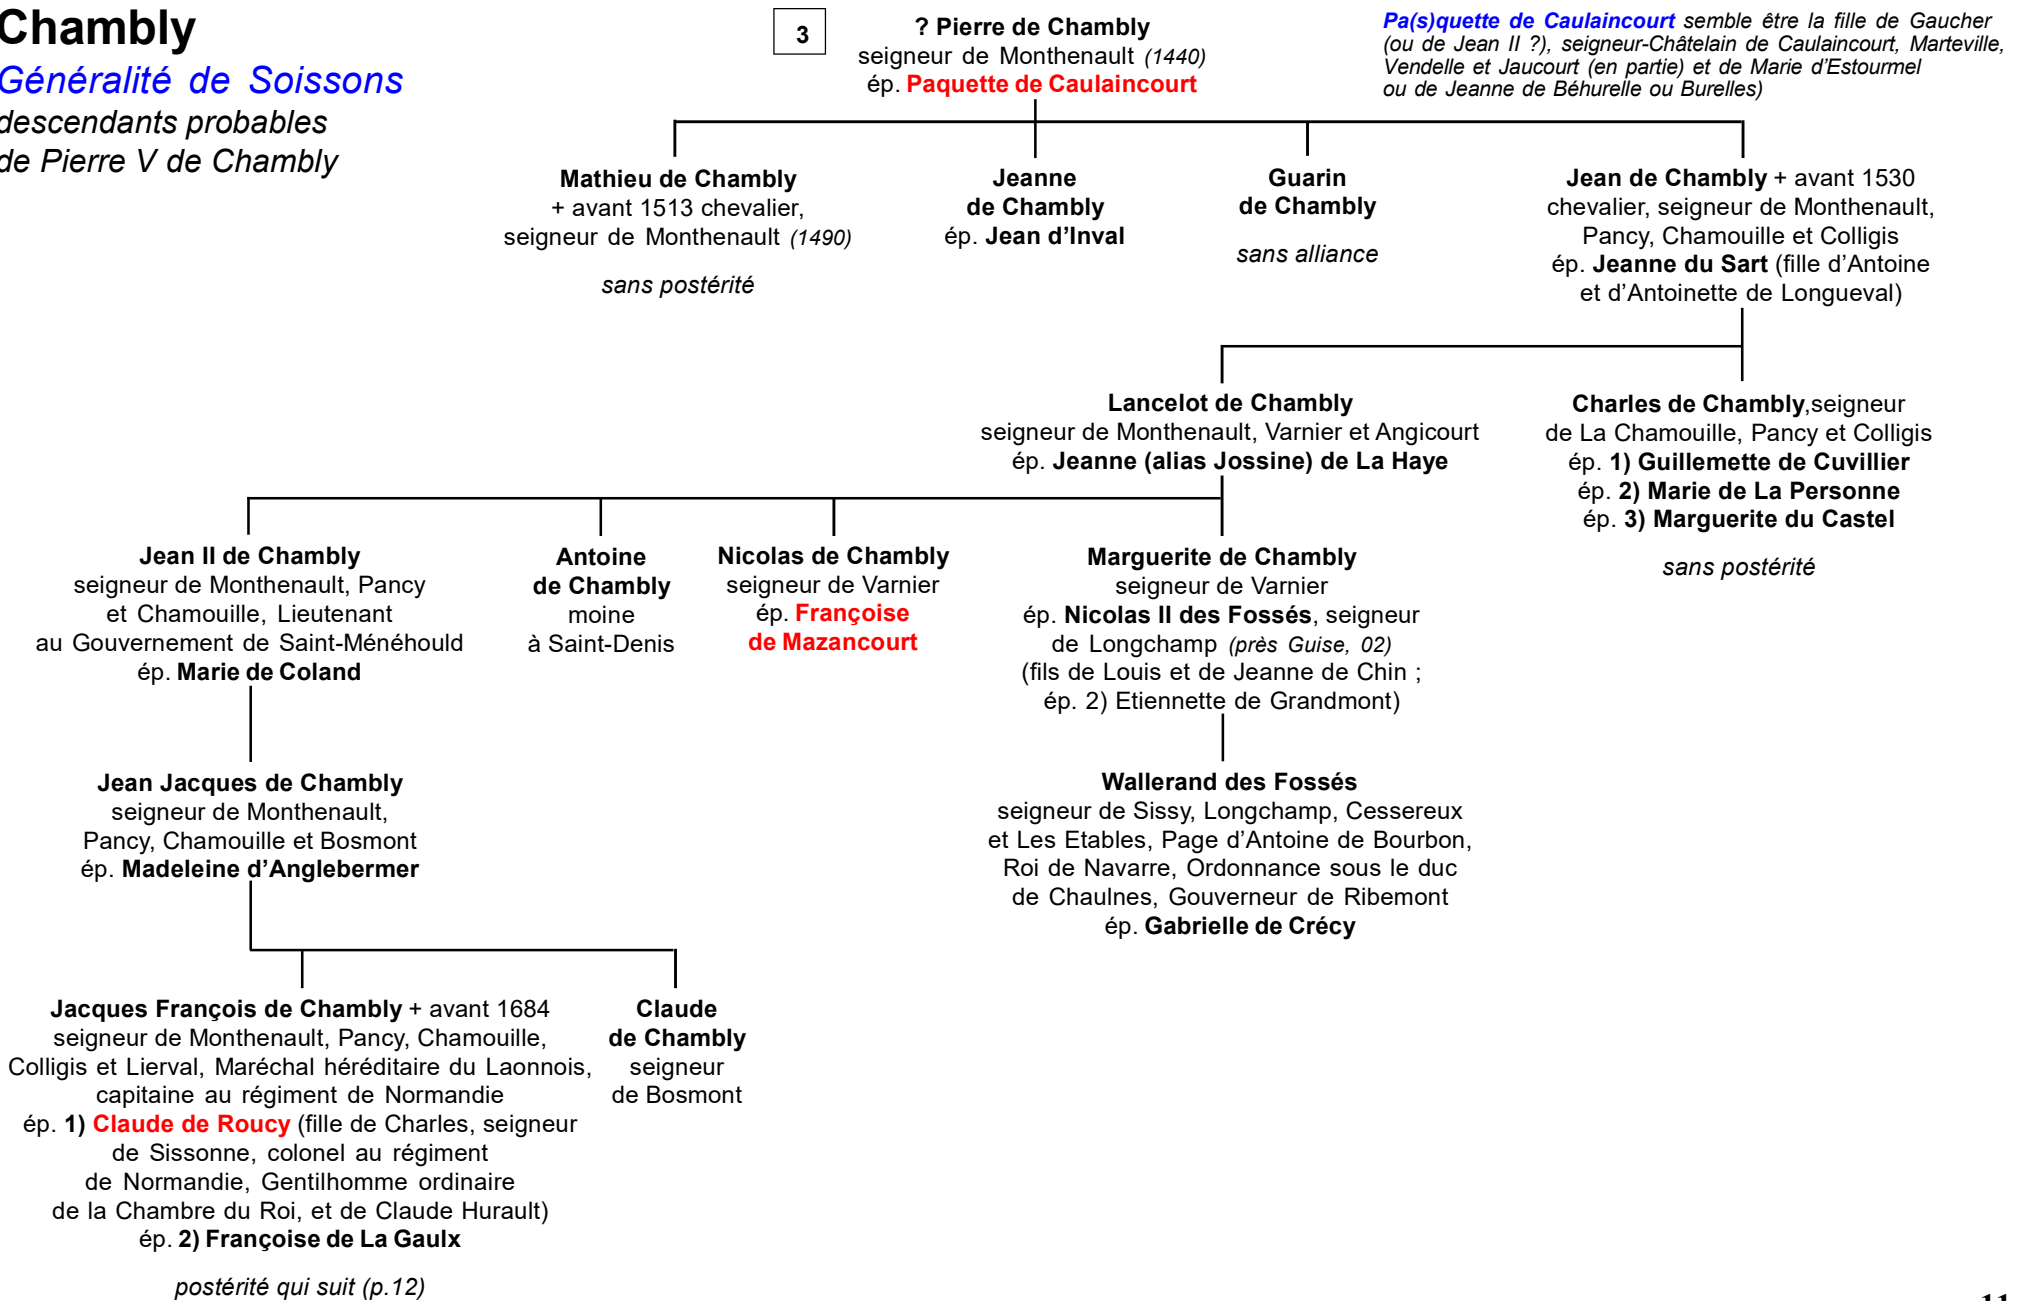 Chambly
Généralité de Soissons
descendants probables
de Pierre V de Chambly
3
? Pierre de Chambly
seigneur de Monthenault (1440)
ép. Paquette de Caulaincourt
Pa(s)quette de Caulaincourt semble être la fille de Gaucher
(ou de Jean II ?), seigneur-Châtelain de Caulaincourt, Marteville,
Vendelle et Jaucourt (en partie) et de Marie d'Estourmel
ou de Jeanne de Béhurelle ou Burelles)
Mathieu de Chambly
+ avant 1513 chevalier,
seigneur de Monthenault (1490)
sans postérité
Jeanne
de Chambly
ép. Jean d'Inval
Guarin
de Chambly
sans alliance
Jean de Chambly + avant 1530
chevalier, seigneur de Monthenault,
Pancy, Chamouille et Colligis
ép. Jeanne du Sart (fille d'Antoine
et d'Antoinette de Longueval)
Lancelot de Chambly
seigneur de Monthenault, Varnier et Angicourt
ép. Jeanne (alias Jossine) de La Haye
Charles de Chambly,seigneur
de La Chamouille, Pancy et Colligis
ép. 1) Guillemette de Cuvillier
ép. 2) Marie de La Personne
ép. 3) Marguerite du Castel
sans postérité
Jean II de Chambly
seigneur de Monthenault, Pancy
et Chamouille, Lieutenant
au Gouvernement de Saint-Ménéhould
ép. Marie de Coland
Antoine
de Chambly
moine
à Saint-Denis
Nicolas de Chambly
seigneur de Varnier
ép. Françoise
de Mazancourt
Marguerite de Chambly
seigneur de Varnier
ép. Nicolas II des Fossés, seigneur
de Longchamp (près Guise, 02)
(fils de Louis et de Jeanne de Chin ;
ép. 2) Etiennette de Grandmont)
Jean Jacques de Chambly
seigneur de Monthenault,
Pancy, Chamouille et Bosmont
ép. Madeleine d'Anglebermer
Wallerand des Fossés
seigneur de Sissy, Longchamp, Cessereux
et Les Etables, Page d'Antoine de Bourbon,
Roi de Navarre, Ordonnance sous le duc
de Chaulnes, Gouverneur de Ribemont
ép. Gabrielle de Crécy
Jacques François de Chambly + avant 1684
seigneur de Monthenault, Pancy, Chamouille,
Colligis et Lierval, Maréchal héréditaire du Laonnois,
capitaine au régiment de Normandie
ép. 1) Claude de Roucy (fille de Charles, seigneur
de Sissonne, colonel au régiment
de Normandie, Gentilhomme ordinaire
de la Chambre du Roi, et de Claude Hurault)
ép. 2) Françoise de La Gaulx
postérité qui suit (p.12)
Claude
de Chambly
seigneur
de Bosmont